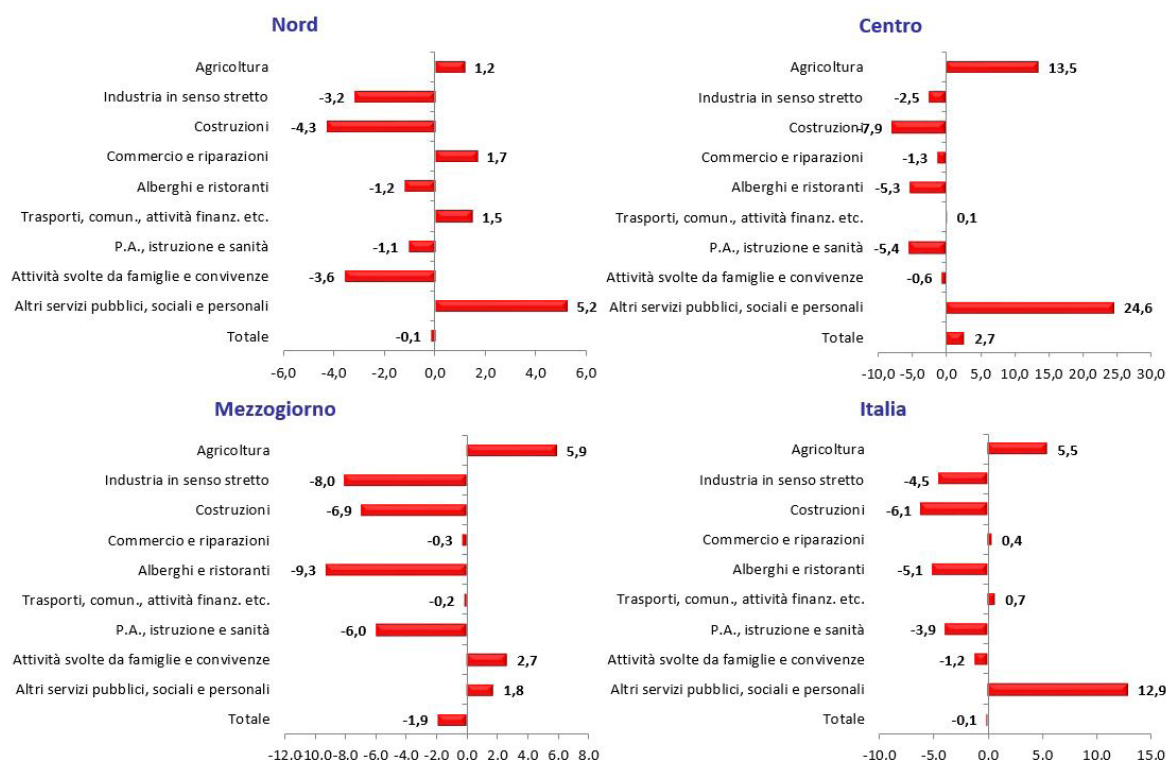 Nord
Agricoltura 1,2
Industria in senso stretto -3,2
Costruzioni -4,3
Commercio e riparazioni 1,7
Alberghi e ristoranti -1,2
Trasporti, comun., attività finanz. etc. 1,5
P.A., istruzione e sanità -1,1
Attività svolte da famiglie e convivenze -3,6
Altri servizi pubblici, sociali e personali 5,2
Totale -0,1
-6,0 -4,0 -2,0 0,0 2,0 4,0 6,0
Centro
Agricoltura 13,5
Industria in senso stretto -2,5
Costruzioni -7,9
Commercio e riparazioni -1,3
Alberghi e ristoranti -5,3
Trasporti, comun., attività finanz. etc. 0,1
P.A., istruzione e sanità -5,4
Attività svolte da famiglie e convivenze -0,6
Altri servizi pubblici, sociali e personali 24,6
Totale 2,7
-10,0 -5,0 0,0 5,0 10,0 15,0 20,0 25,0 30,0
Mezzogiorno
Agricoltura 5,9
Industria in senso stretto -8,0
Costruzioni -6,9
Commercio e riparazioni -0,3
Alberghi e ristoranti -9,3
Trasporti, comun., attività finanz. etc. -0,2
P.A., istruzione e sanità -6,0
Attività svolte da famiglie e convivenze 2,7
Altri servizi pubblici, sociali e personali 1,8
Totale -1,9
-12,0 -10,0 -8,0 -6,0 -4,0 -2,0 0,0 2,0 4,0 6,0 8,0
Italia
Agricoltura 5,5
Industria in senso stretto -4,5
Costruzioni -6,1
Commercio e riparazioni 0,4
Alberghi e ristoranti -5,1
Trasporti, comun., attività finanz. etc. 0,7
P.A., istruzione e sanità -3,9
Attività svolte da famiglie e convivenze -1,2
Altri servizi pubblici, sociali e personali 12,9
Totale -0,1
-10,0 -5,0 0,0 5,0 10,0 15,0